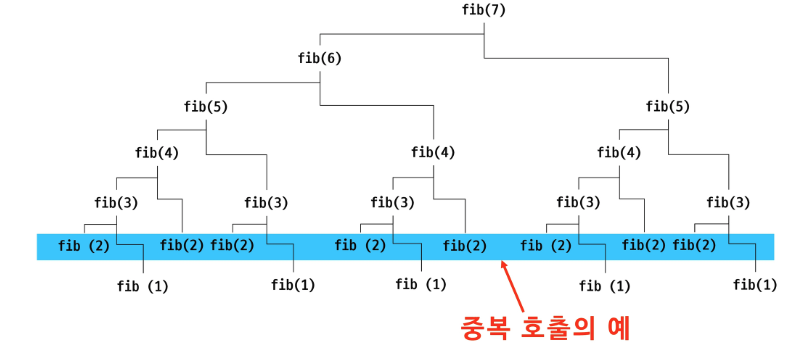 fib(7)
fib(6)
fib(5) fib(5)
fib(4) fib(4) fib(4)
fib(3) fib(3) fib(3) fib(3) fib(3)
fib (2) fib(2) fib(2) fib (2) fib(2) fib (2) fib(2) fib(2)
fib (1) fib(1) fib (1) fib (1) fib(1)
중복 호출의 예